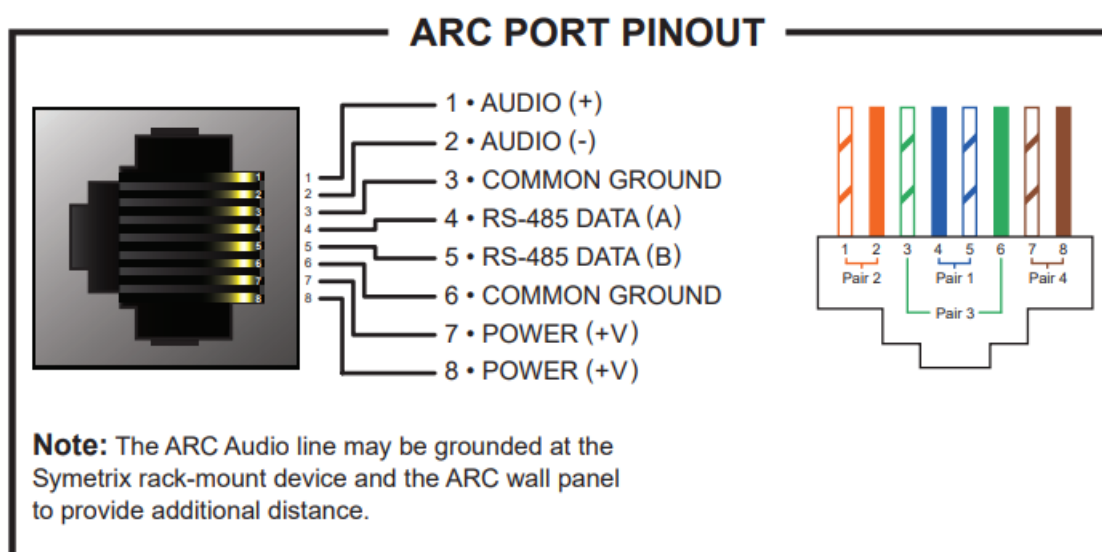 ARC PORT PINOUT
1
2
3
4
5
6
7
8
1
2
3
4
5
6
7
8
1 • AUDIO (+)
2 • AUDIO (-)
3 • COMMON GROUND
4 • RS-485 DATA (A)
5 • RS-485 DATA (B)
6 • COMMON GROUND
7 • POWER (+V)
8 • POWER (+V)
1 2 3 4 5 6 7 8
Pair 2 Pair 1 Pair 4
Pair 3
Note: The ARC Audio line may be grounded at the
Symetrix rack-mount device and the ARC wall panel
to provide additional distance.